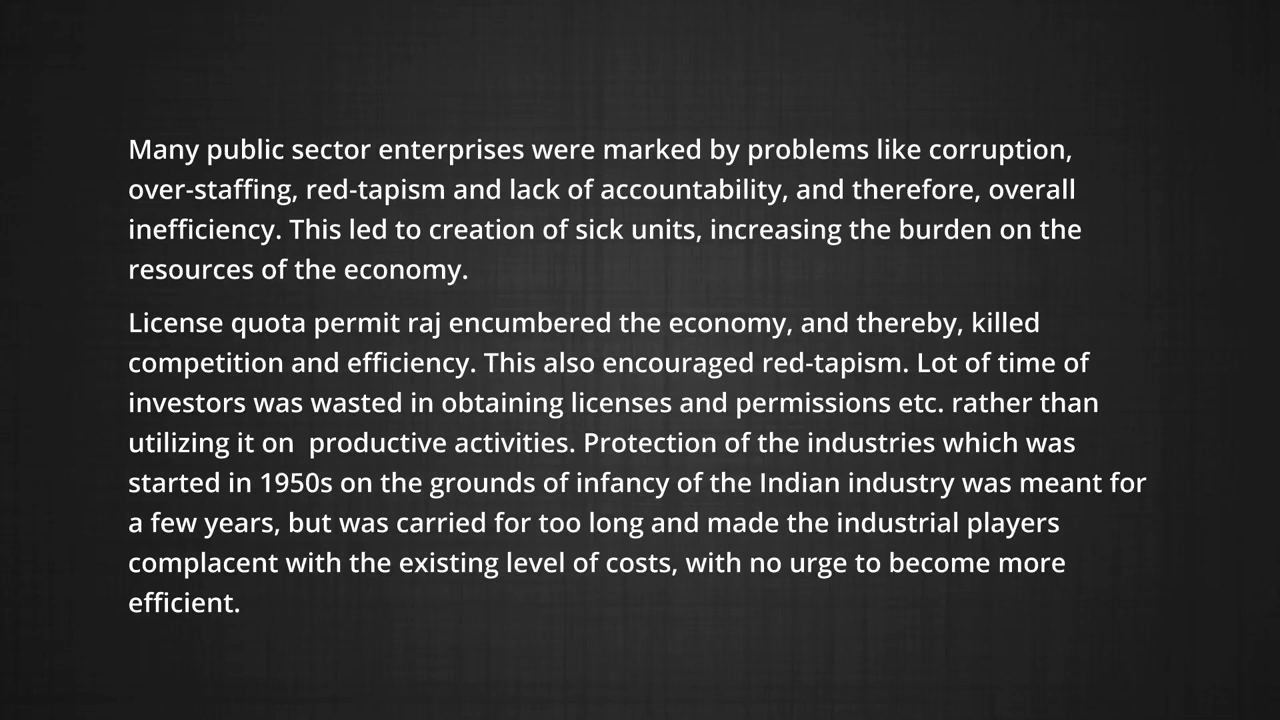 Many public sector enterprises were marked by problems like corruption,
over-staffing, red-tapism and lack of accountability, and therefore, overall
inefficiency. This led to creation of sick units, increasing the burden on the
resources of the economy.
License quota permit raj encumbered the economy, and thereby, killed
competition and efficiency. This also encouraged red-tapism. Lot of time of
investors was wasted in obtaining licenses and permissions etc. rather than
utilizing it on  productive activities. Protection of the industries which was
started in 1950s on the grounds of infancy of the Indian industry was meant for
a few years, but was carried for too long and made the industrial players
complacent with the existing level of costs, with no urge to become more
efficient.